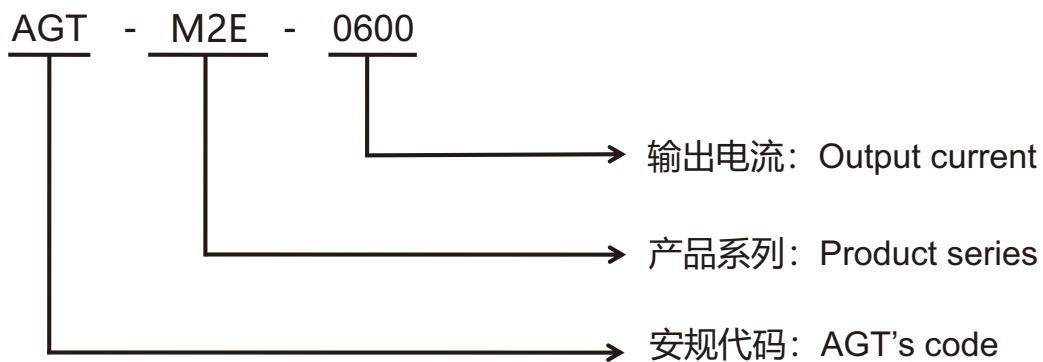 AGT - M2E - 0600
输出电流：Output current
产品系列：Product series
安规代码：AGT's code